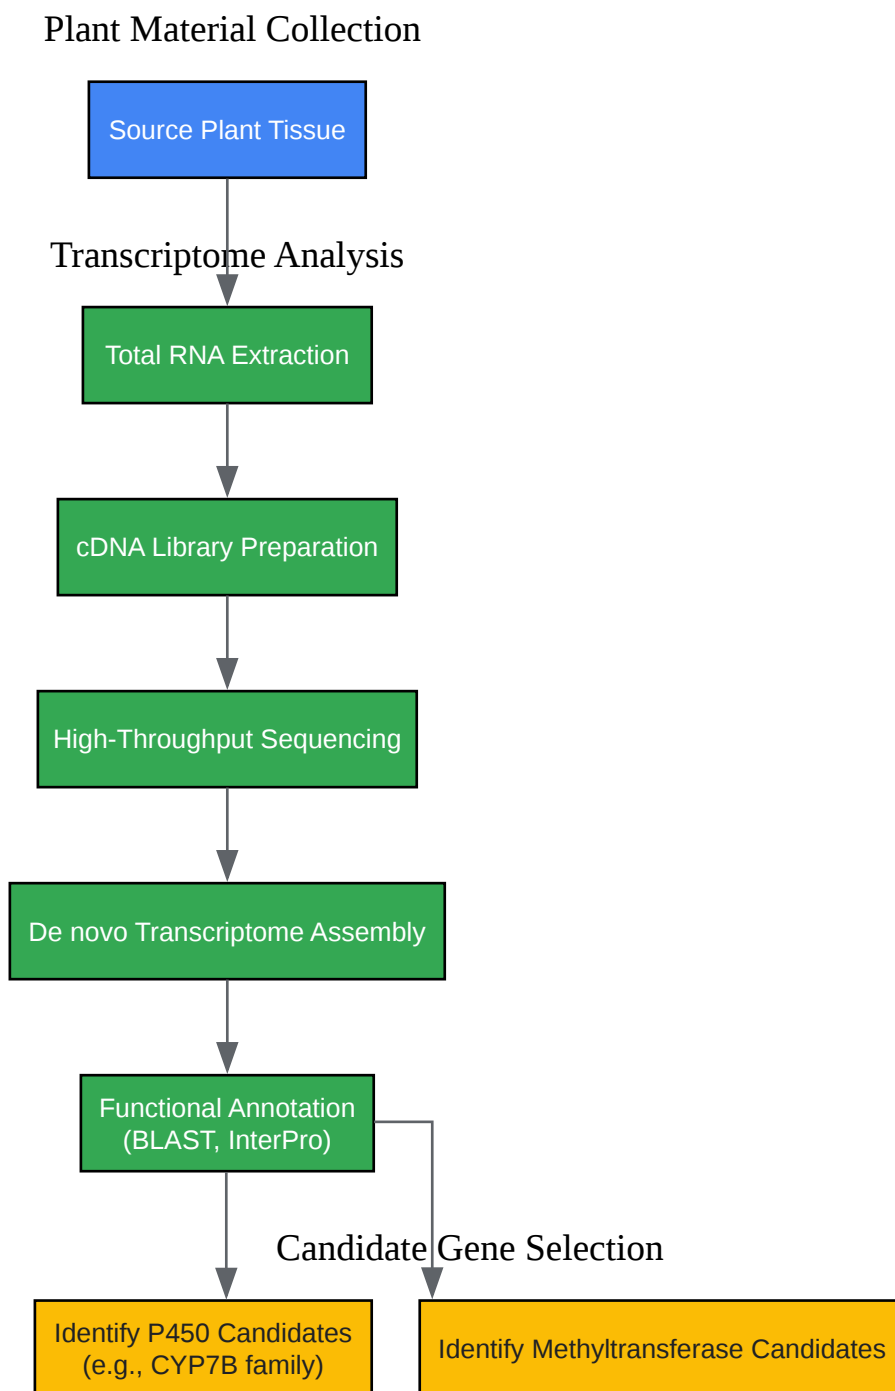 Plant Material Collection
Source Plant Tissue
Transcriptome Analysis
Total RNA Extraction
cDNA Library Preparation
High-Throughput Sequencing
De novo Transcriptome Assembly
Functional Annotation
(BLAST, InterPro)
Candidate Gene Selection
Identify P450 Candidates
(e.g., CYP7B family)
Identify Methyltransferase Candidates